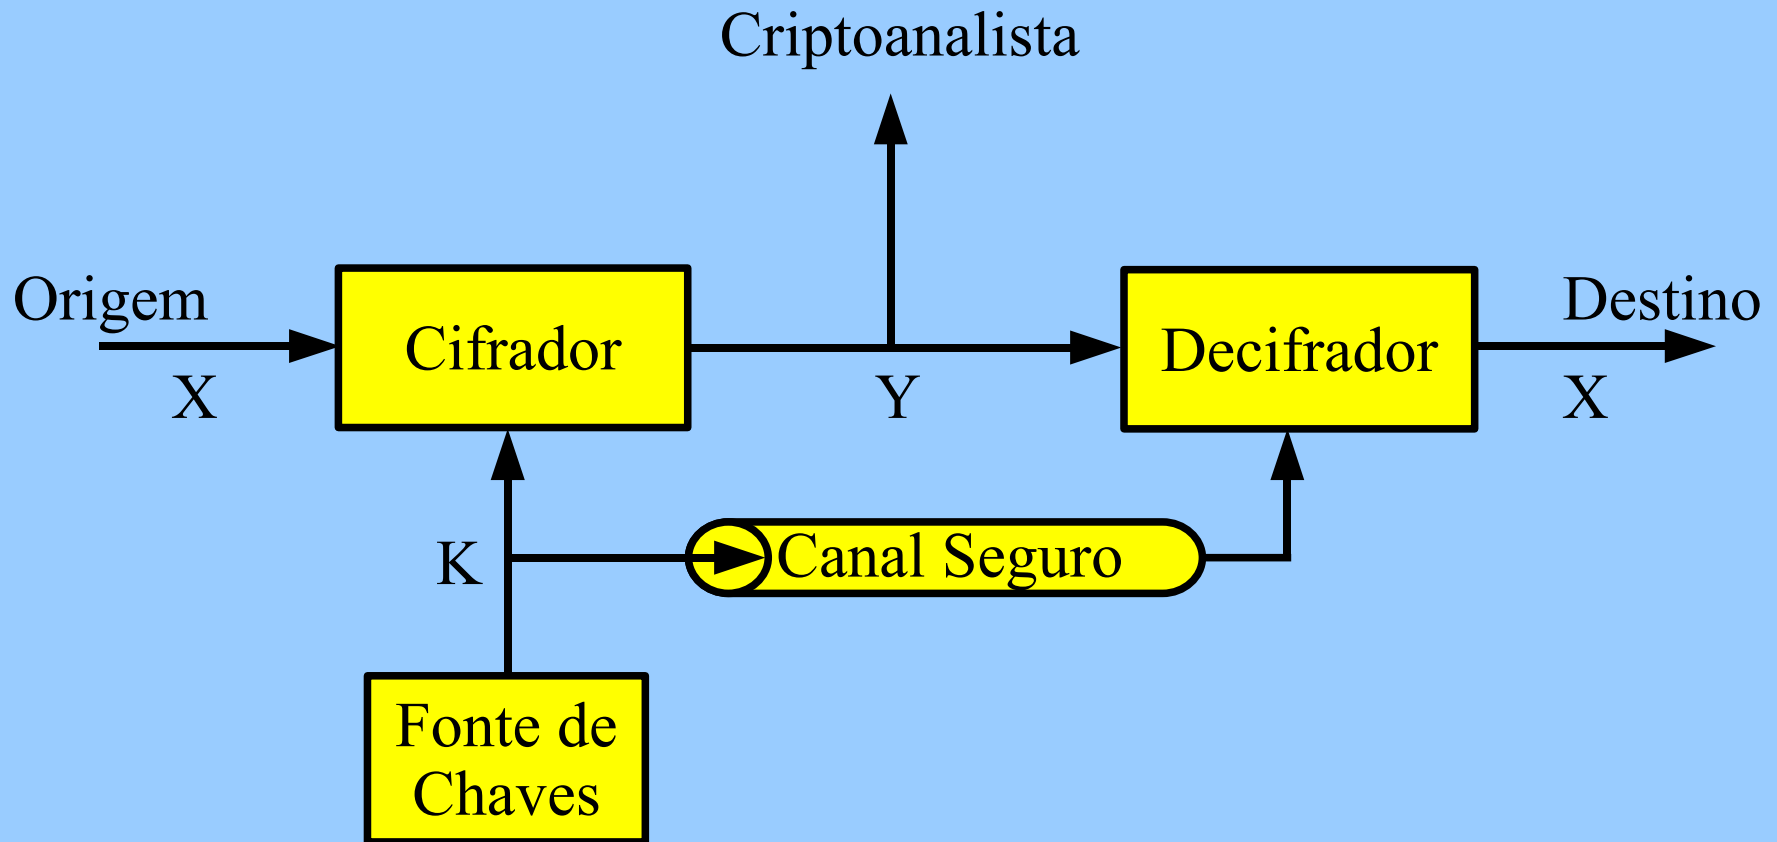 Criptoanalista
Origem
Destino
Cifrador
Decifrador
X
Y
X
K
Canal Seguro
Fonte de
Chaves